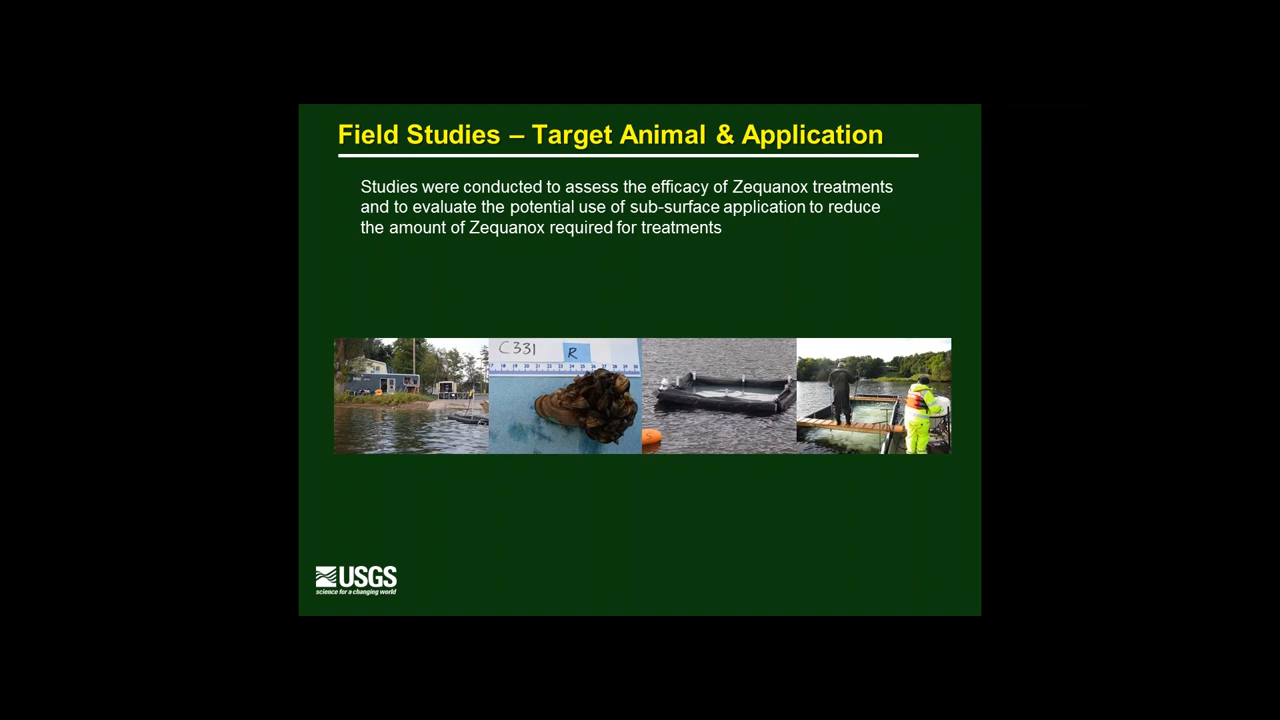 Field Studies – Target Animal & Application
Studies were conducted to assess the efficacy of Zequanox treatments
and to evaluate the potential use of sub-surface application to reduce
the amount of Zequanox required for treatments
C331
R
USGS
science for a changing world